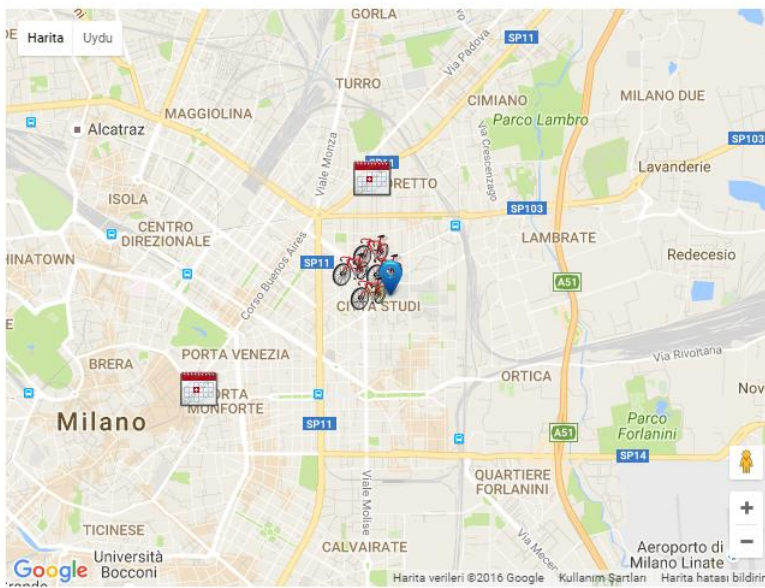 GORLA
Harita
Uydu
SP11
Via Padova
TURRO
CIMIANO
MILANO DUE
MAGGIOLINA
Parco Lambro
Alcatraz
Viale Monza
Via Crescenzago
SP103
Lavanderie
ISOLA
SP103
CENTRO
DIREZIONALE
LAMBRATE
Corso Buenos Aires
SP11
Redecesio
A51
CITTÀ STUDI
PORTA VENEZIA
Via Rivoltana
BRERA
ORTICA
MONFORTE
Milano
SP11
Parco
Forlanini
A51
SP14
QUARTIERE
FORLANINI
Viale Molise
TICINESE
CALVAIRATE
Università
Bocconi
Aeroporto di
Milano Linate
Google
Harita verileri ©2016 Google
Kullanım Şartları
Harita hatası bildirin